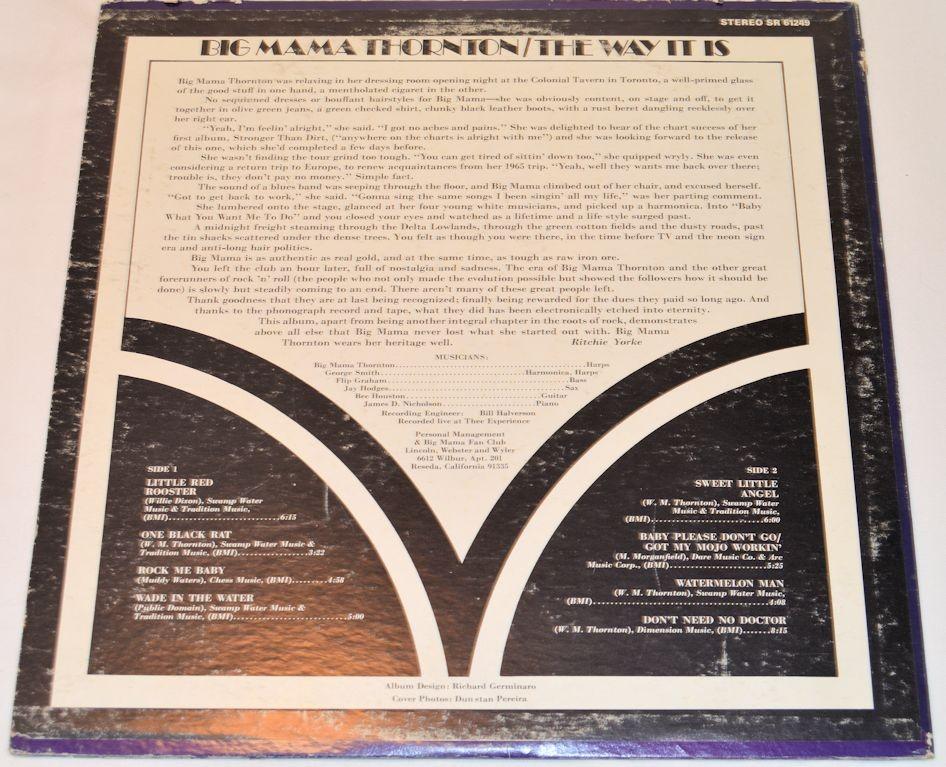 STEREO SR 61249
BIG MAMA THORNTON/THE WAY IT IS
Big Mama Thornton was relaxing in her dressing room opening night at the Colonial Tavern in Toronto, a well-primed glass
of the good stuff in one hand, a mentholated cigaret in the other.
No sequinned dresses or bouffant hairstyles for Big Mama—she was obviously content, on stage and off, to get it
together in olive green jeans, a green checked shirt, chunky black leather boots, with a rust beret dangling recklessly over
her right ear.
"Yeah, I'm feelin' alright," she said. "I got no aches and pains." She was delighted to hear of the chart success of her
first album, Stronger Than Dirt, ("anywhere on the charts is alright with me") and she was looking forward to the release
of this one, which she'd completed a few days before.
She wasn't finding the tour grind too tough. "You can get tired of sittin' down too," she quipped wryly. She was even
considering a return trip to Europe, to renew acquaintances from her 1965 trip. "Yeah, well they wants me back over there;
trouble is, they don't pay no money." Simple fact.
The sound of a blues band was seeping through the floor, and Big Mama climbed out of her chair, and excused herself.
"Got to get back to work," she said. "Gonna sing the same songs I been singin' all my life," was her parting comment.
She lumbered onto the stage, glanced at her four young white musicians, and picked up a harmonica. Into "Baby
What You Want Me To Do" and you closed your eyes and watched as a lifetime and a life style surged past.
A midnight freight steaming through the Delta Lowlands, through the green cotton fields and the dusty roads, past
the tin shacks scattered under the dense trees. You felt as though you were there, in the time before TV and the neon sign
era and anti-long hair politics.
Big Mama is as authentic as real gold, and at the same time, as tough as raw iron ore.
You left the club an hour later, full of nostalgia and sadness. The era of Big Mama Thornton and the other great
forerunners of rock 'n' roll (the people who not only made the evolution possible but showed the followers how it should be
done) is slowly but steadily coming to an end. There aren't many of these great people left.
Thank goodness that they are at last being recognized; finally being rewarded for the dues they paid so long ago. And
thanks to the phonograph record and tape, what they did has been electronically etched into eternity.
This album, apart from being another integral chapter in the roots of rock, demonstrates
above all else that Big Mama never lost what she started out with. Big Mama
Thornton wears her heritage well. Ritchie Yorke
MUSICIANS:
Big Mama Thornton...Harps
George Smith...Harmonica, Harps
Flip Graham...Bass
Jay Hodges...Sax
Bee Houston...Guitar
James D. Nicholson...Piano
Recording Engineer: Bill Halverson
Recorded live at Thee Experience
Personal Management
& Big Mama Fan Club
Lincoln, Webster and Wyler
6612 Wilbur, Apt. 201
Reseda, California 91335
SIDE 1
LITTLE RED
ROOSTER
(Willie Dixon), Swamp Water
Music & Tradition Music,
(BMI)...6:15
ONE BLACK RAT
(W. M. Thornton), Swamp Water Music &
Tradition Music, (BMI)...3:22
ROCK ME BABY
(Muddy Waters), Chess Music, (BMI)...4:58
WADE IN THE WATER
(Public Domain), Swamp Water Music &
Tradition Music, (BMI)...5:00
SIDE 2
SWEET LITTLE
ANGEL
(W. M. Thornton), Swamp Water
Music & Tradition Music,
(BMI)...6:00
BABY PLEASE DON'T GO/
GOT MY MOJO WORKIN'
(M. Morganfield), Dare Music Co. & Arc
Music Corp., (BMI)...5:25
WATERMELON MAN
(W. M. Thornton), Swamp Water Music,
(BMI)...4:08
DON'T NEED NO DOCTOR
(W. M. Thornton), Dimension Music, (BMI)...8:15
Album Design: Richard Germinaro
Cover Photos: Dunstan Pereira